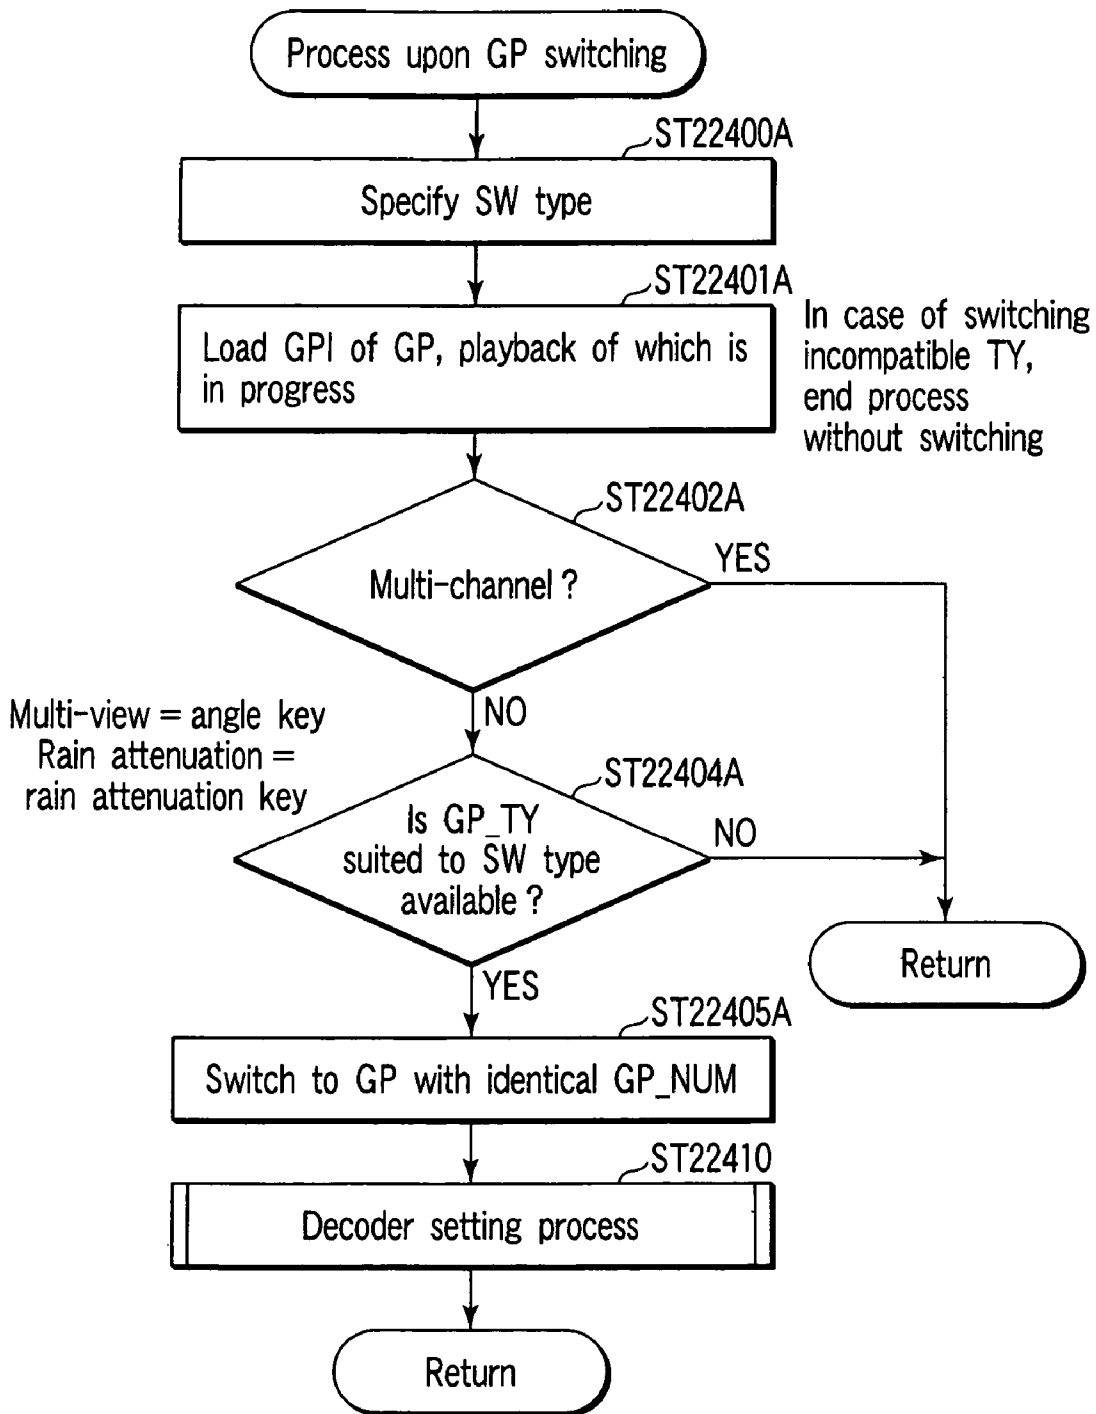 Process upon GP switching
ST22400A
Specify SW type
ST22401A
Load GPI of GP, playback of which is
in progress
In case of switching
incompatible TY,
end process
without switching
ST22402A
Multi-channel ?
YES
NO
Multi-view = angle key
Rain attenuation =
rain attenuation key
ST22404A
Is GP_TY
suited to SW type
available ?
NO
YES
Return
ST22405A
Switch to GP with identical GP_NUM
ST22410
Decoder setting process
Return